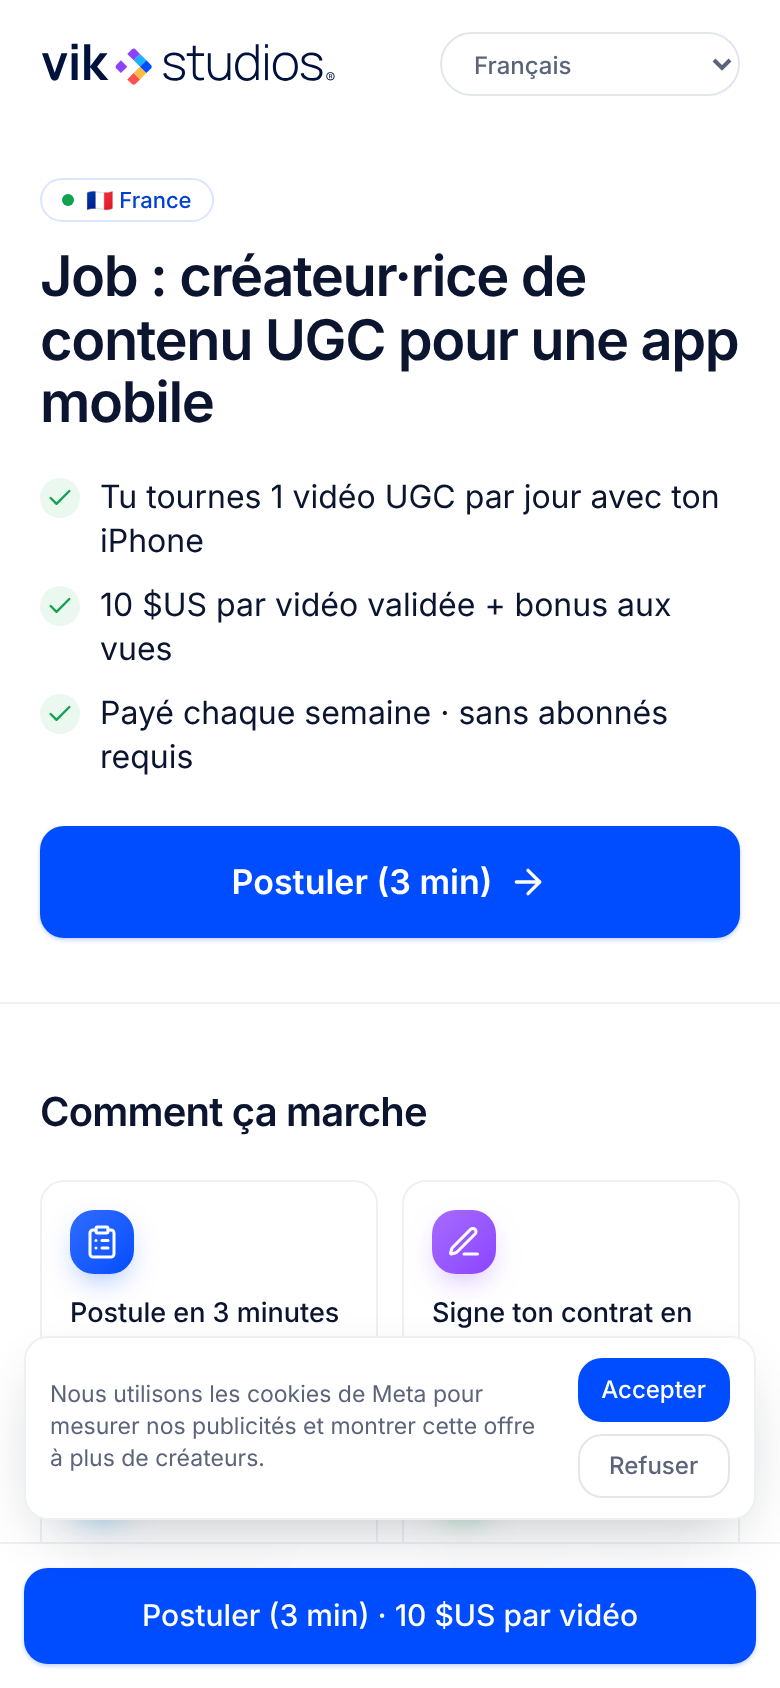 vik studios®
Français
🇫🇷 France
Job : créateur·rice de
contenu UGC pour une app
mobile
Tu tournes 1 vidéo UGC par jour avec ton
iPhone
10 $US par vidéo validée + bonus aux
vues
Payé chaque semaine · sans abonnés
requis
Postuler (3 min) →
Comment ça marche
Postule en 3 minutes
Signe ton contrat en
Nous utilisons les cookies de Meta pour
mesurer nos publicités et montrer cette offre
à plus de créateurs.
Accepter
Refuser
Postuler (3 min) · 10 $US par vidéo